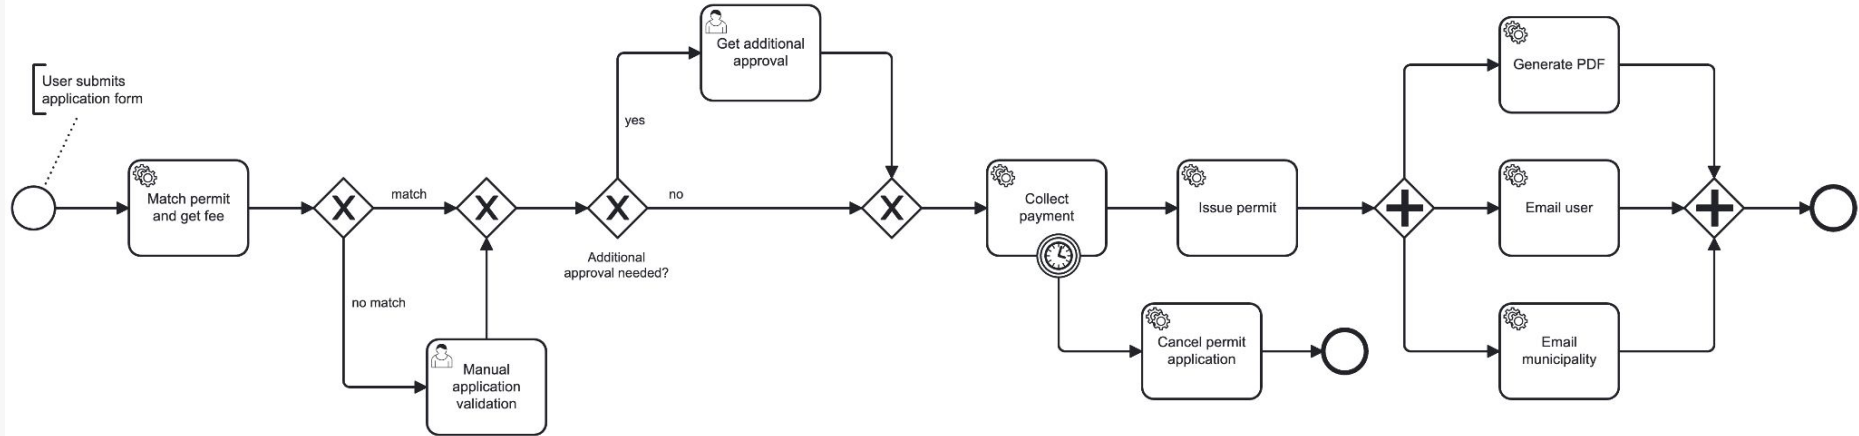 User submits
application form
Match permit
and get fee
match
no match
Manual
application
validation
Additional
approval needed?
yes
no
Get additional
approval
Collect
payment
Issue permit
Cancel permit
application
Generate PDF
Email user
Email
municipality